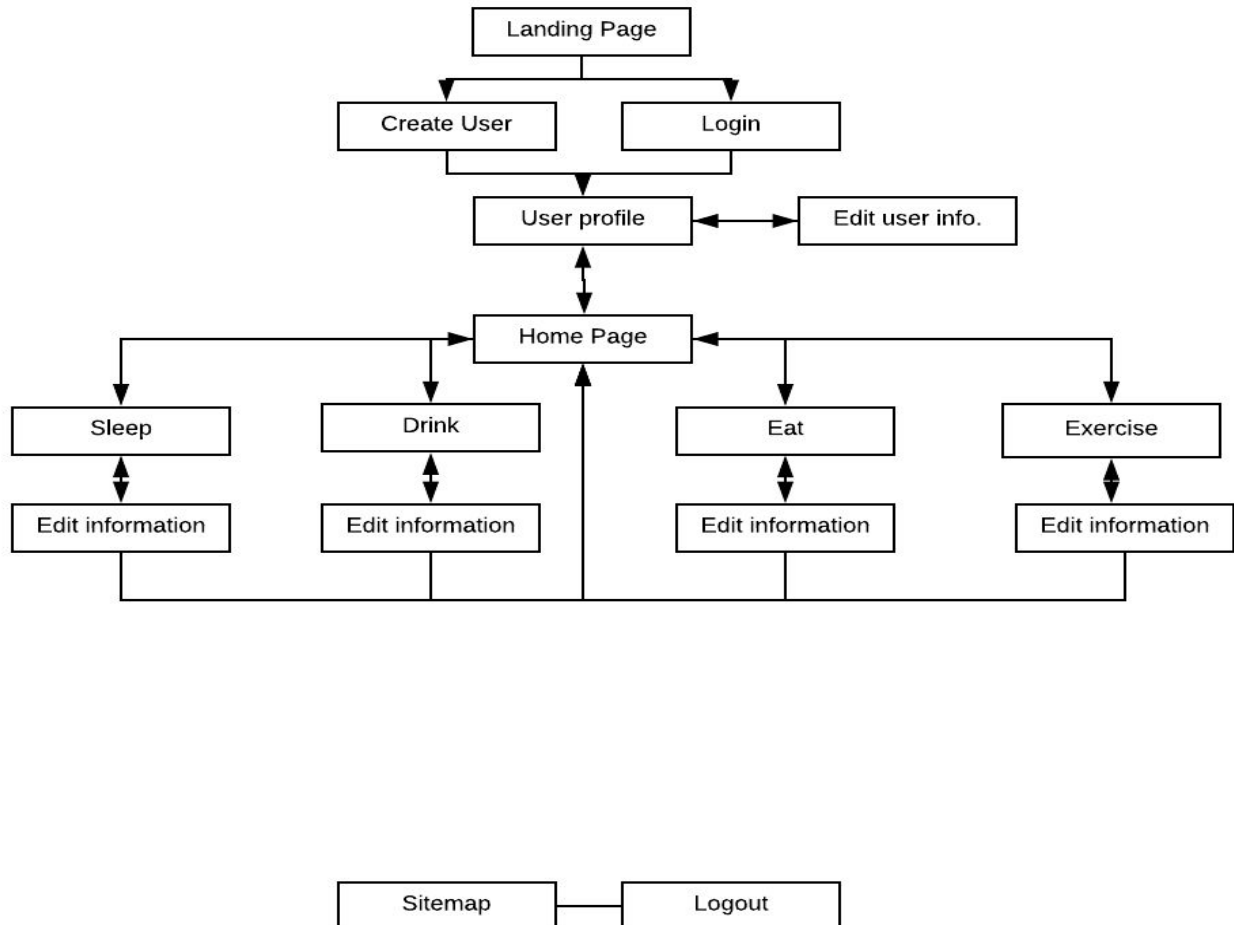 Landing Page
Create User
Login
User profile
Edit user info.
Home Page
Sleep
Drink
Eat
Exercise
Edit information
Edit information
Edit information
Edit information
Sitemap
Logout